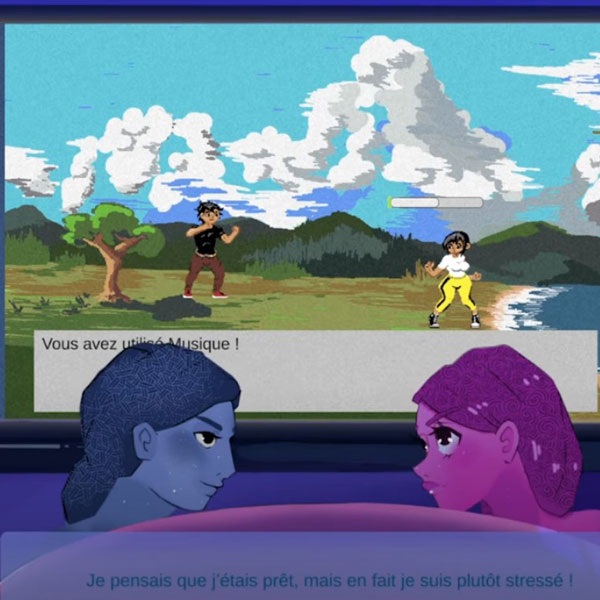 Vous avez utilisé Musique !
Je pensais que j'étais prêt, mais en fait je suis plutôt stressé !